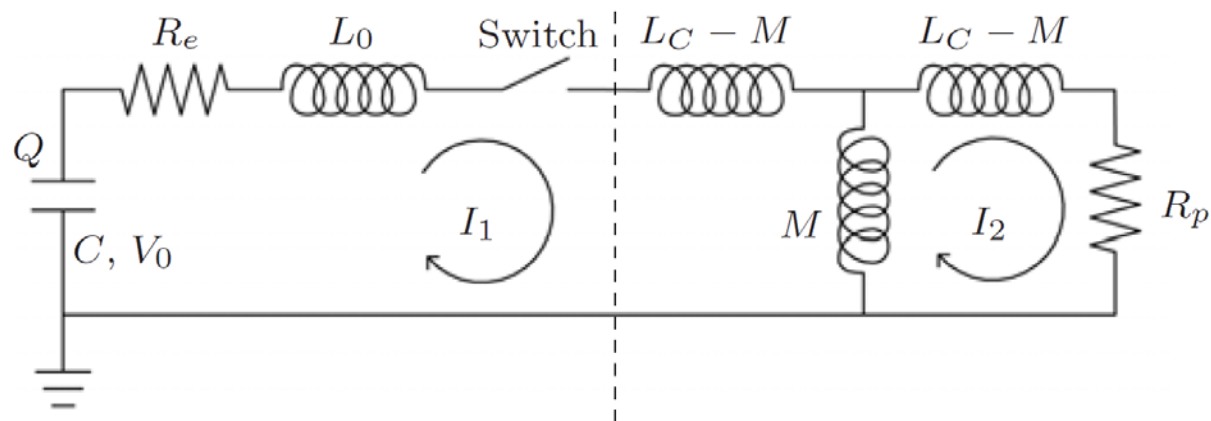 R_e
L_0
Switch
L_C − M
L_C − M
Q
C, V_0
I_1
M
I_2
R_p